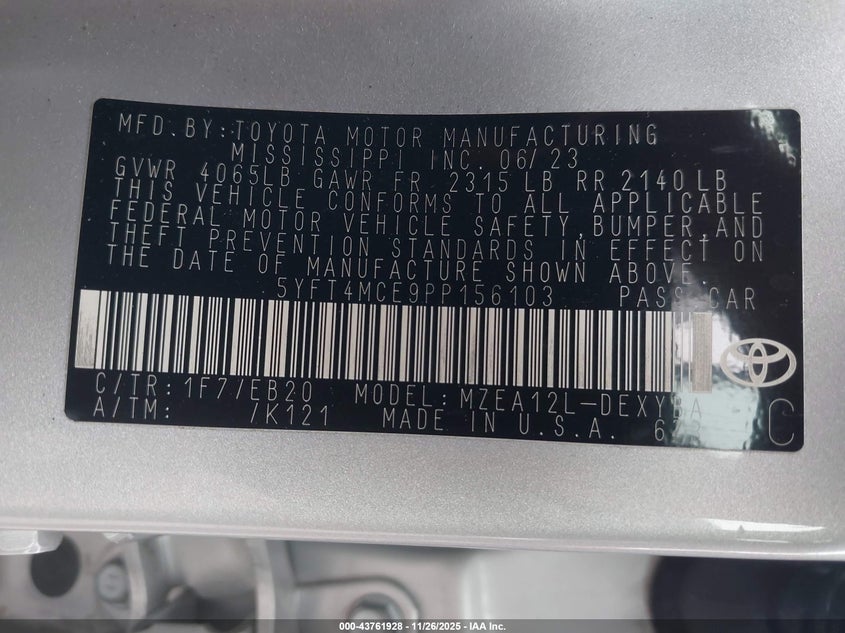 MFD.BY:TOYOTA MOTOR MANUFACTURING
MISSISSIPPI INC. 06/23
GVWR 4065LB GAWR FR 2315 LB RR 2140 LB
THIS VEHICLE CONFORMS TO ALL APPLICABLE
FEDERAL MOTOR VEHICLE SAFETY, BUMPER, AND
THEFT PREVENTION STANDARDS IN EFFECT ON
THE DATE OF MANUFACTURE SHOWN ABOVE.
5YFT4MCE9PP156103 PASS CAR
C/TR: 1F7/EB20 MODEL: MZEA12L-
A/TM: /K121 MADE IN U.S.A. C
000-43761928 - 11/26/2025 - IAA Inc.